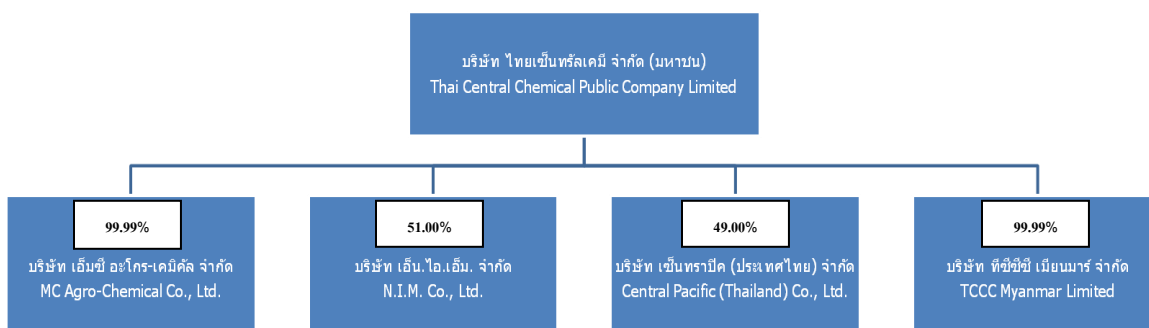 บริษัท ไทยเซ็นทรัลเคมี จำกัด (มหาชน)
Thai Central Chemical Public Company Limited
99.99%
บริษัท เอ็มซี อะโกร-เคมิคัล จำกัด
MC Agro-Chemical Co., Ltd.
51.00%
บริษัท เอ็น.ไอ.เอ็ม. จำกัด
N.I.M. Co., Ltd.
49.00%
บริษัท เซ็นทราปิค (ประเทศไทย) จำกัด
Central Pacific (Thailand) Co., Ltd.
99.99%
บริษัท ทีซีซีซี เมียนมาร์ จำกัด
TCCC Myanmar Limited